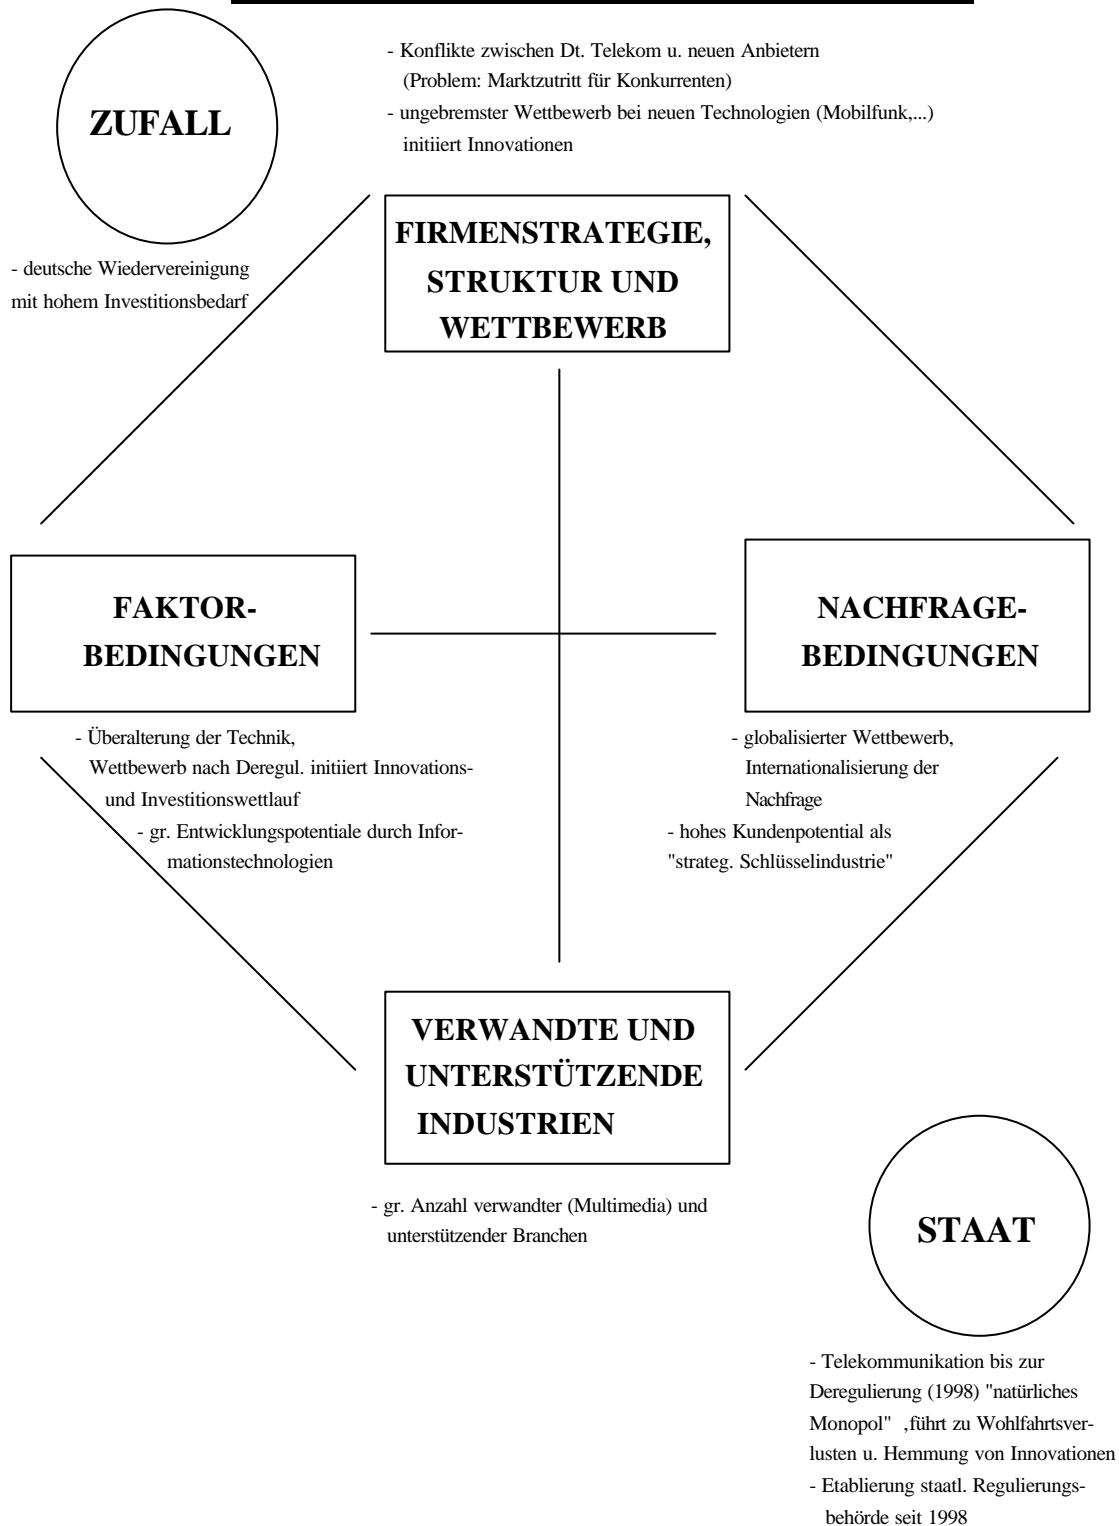 - Konflikte zwischen Dt. Telekom u. neuen Anbietern
(Problem: Marktzutritt für Konkurrenten)
- ungebremster Wettbewerb bei neuen Technologien (Mobilfunk,...)
initiiert Innovationen
ZUFALL
- deutsche Wiedervereinigung
mit hohem Investitionsbedarf
FIRMENSTRATEGIE,
STRUKTUR UND
WETTBEWERB
FAKTOR-
BEDINGUNGEN
- Überalterung der Technik,
Wettbewerb nach Deregul. initiiert Innovations-
und Investitionswettlauf
- gr. Entwicklungspotentiale durch Infor-
mationstechnologien
NACHFRAGE-
BEDINGUNGEN
- globalisierter Wettbewerb,
Internationalisierung der
Nachfrage
- hohes Kundenpotential als
"strateg. Schlüsselindustrie"
VERWANDTE UND
UNTERSTÜTZENDE
INDUSTRIEN
- gr. Anzahl verwandter (Multimedia) und
unterstützender Branchen
STAAT
- Telekommunikation bis zur
Deregulierung (1998) "natürliches
Monopol" ,führt zu Wohlfahrtsver-
lusten u. Hemmung von Innovationen
- Etablierung staatl. Regulierungs-
behörde seit 1998